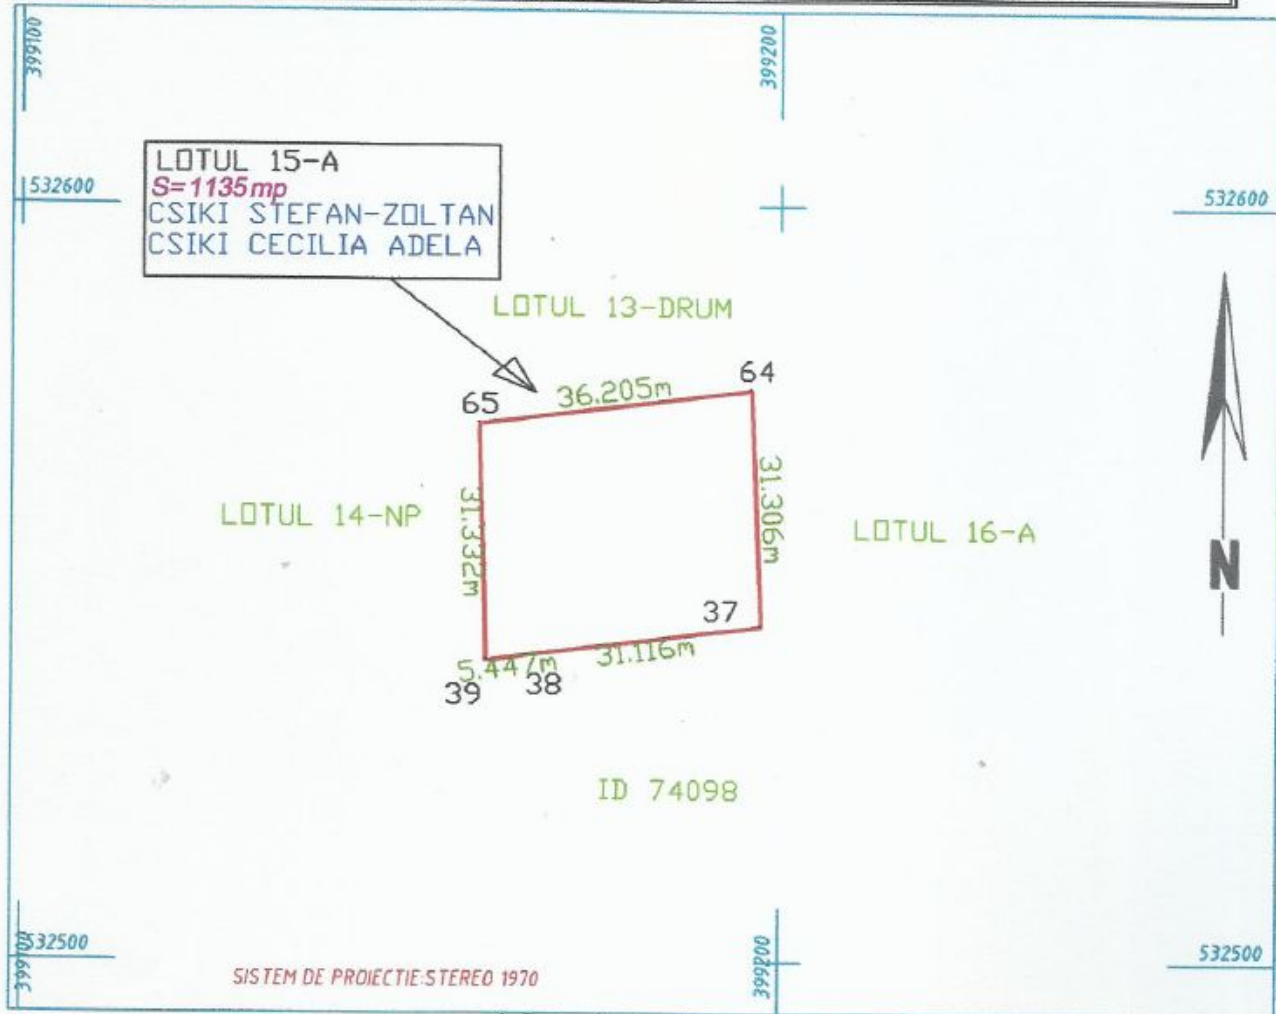 399100
399200
LOTUL 15-A
S=1135mp
CSIKI STEFAN-ZOLTAN
CSIKI CECILIA ADELA
532600
532600
LOTUL 13-DRUM
64
36.205m
65
31.306m
LOTUL 14-NP
31.332m
LOTUL 16-A
N
37
31.116m
5.447m
39
38
ID 74098
532500
399100
399200
532500
SISTEM DE PROIECTIE:STEREO 1970